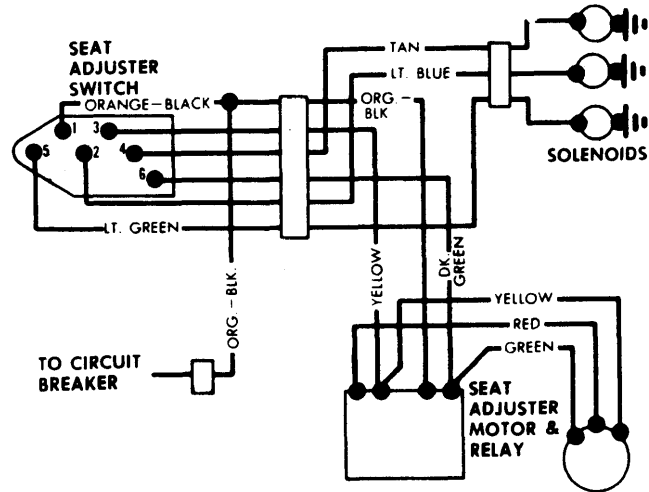 SEAT
ADJUSTER
SWITCH
TAN
LT. BLUE
ORANGE-BLACK
ORG.-
BLK
1
3
5
2
4
6
SOLENOIDS
LT. GREEN
ORG.-BLK.
YELLOW
DK.
GREEN
YELLOW
RED
GREEN
TO CIRCUIT
BREAKER
SEAT
ADJUSTER
MOTOR &
RELAY